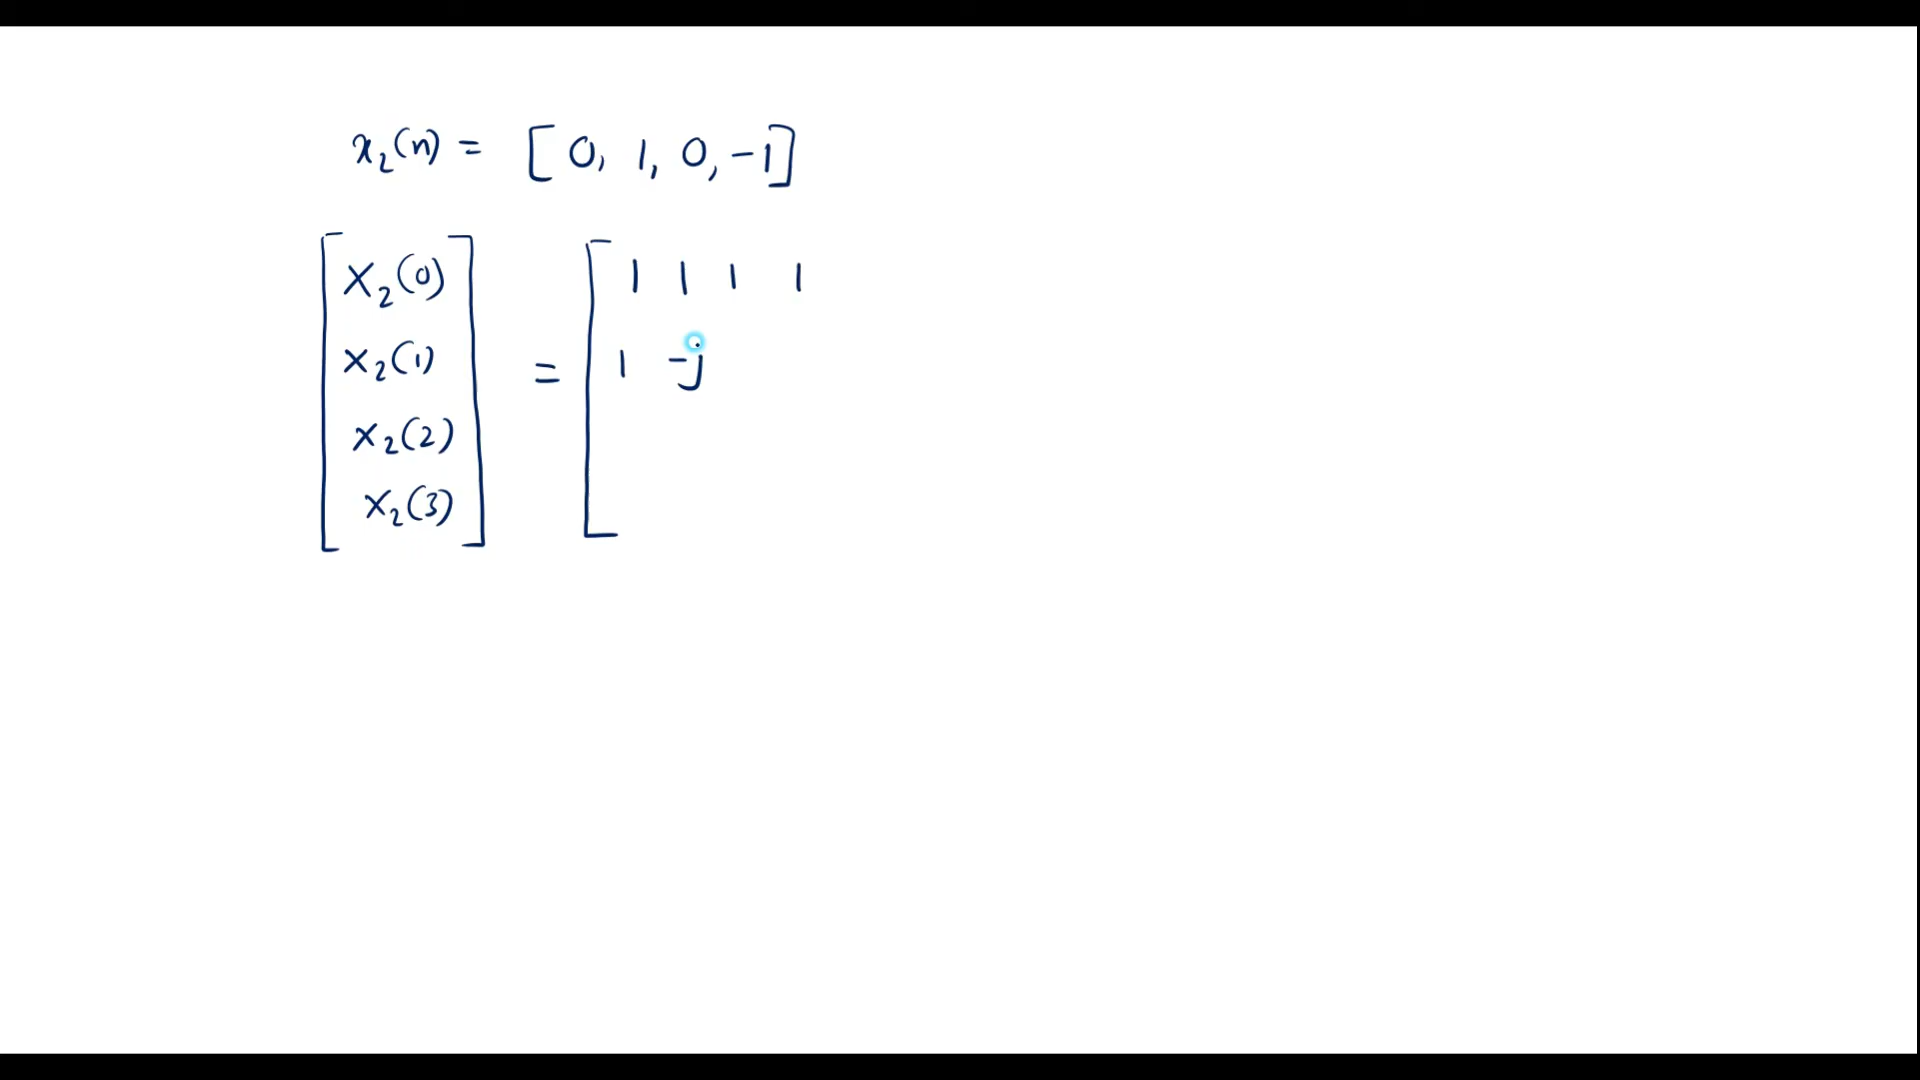 x₂(n) = [0, 1, 0, -1]
X₂(0) 1 1 1 1
X₂(1) = 1 -j
X₂(2)
X₂(3)